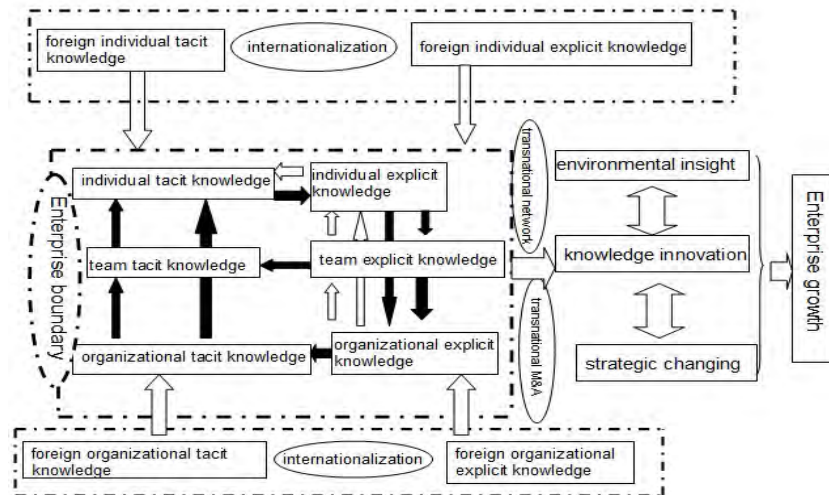 foreign individual tacit
knowledge
internationalization
foreign individual explicit knowledge
individual tacit knowledge
individual explicit
knowledge
team tacit knowledge
team explicit knowledge
organizational tacit knowledge
organizational explicit
knowledge
Enterprise boundary
transnational network
transnational M&A
environmental insight
knowledge innovation
strategic changing
Enterprise growth
foreign organizational tacit
knowledge
internationalization
foreign organizational
explicit knowledge